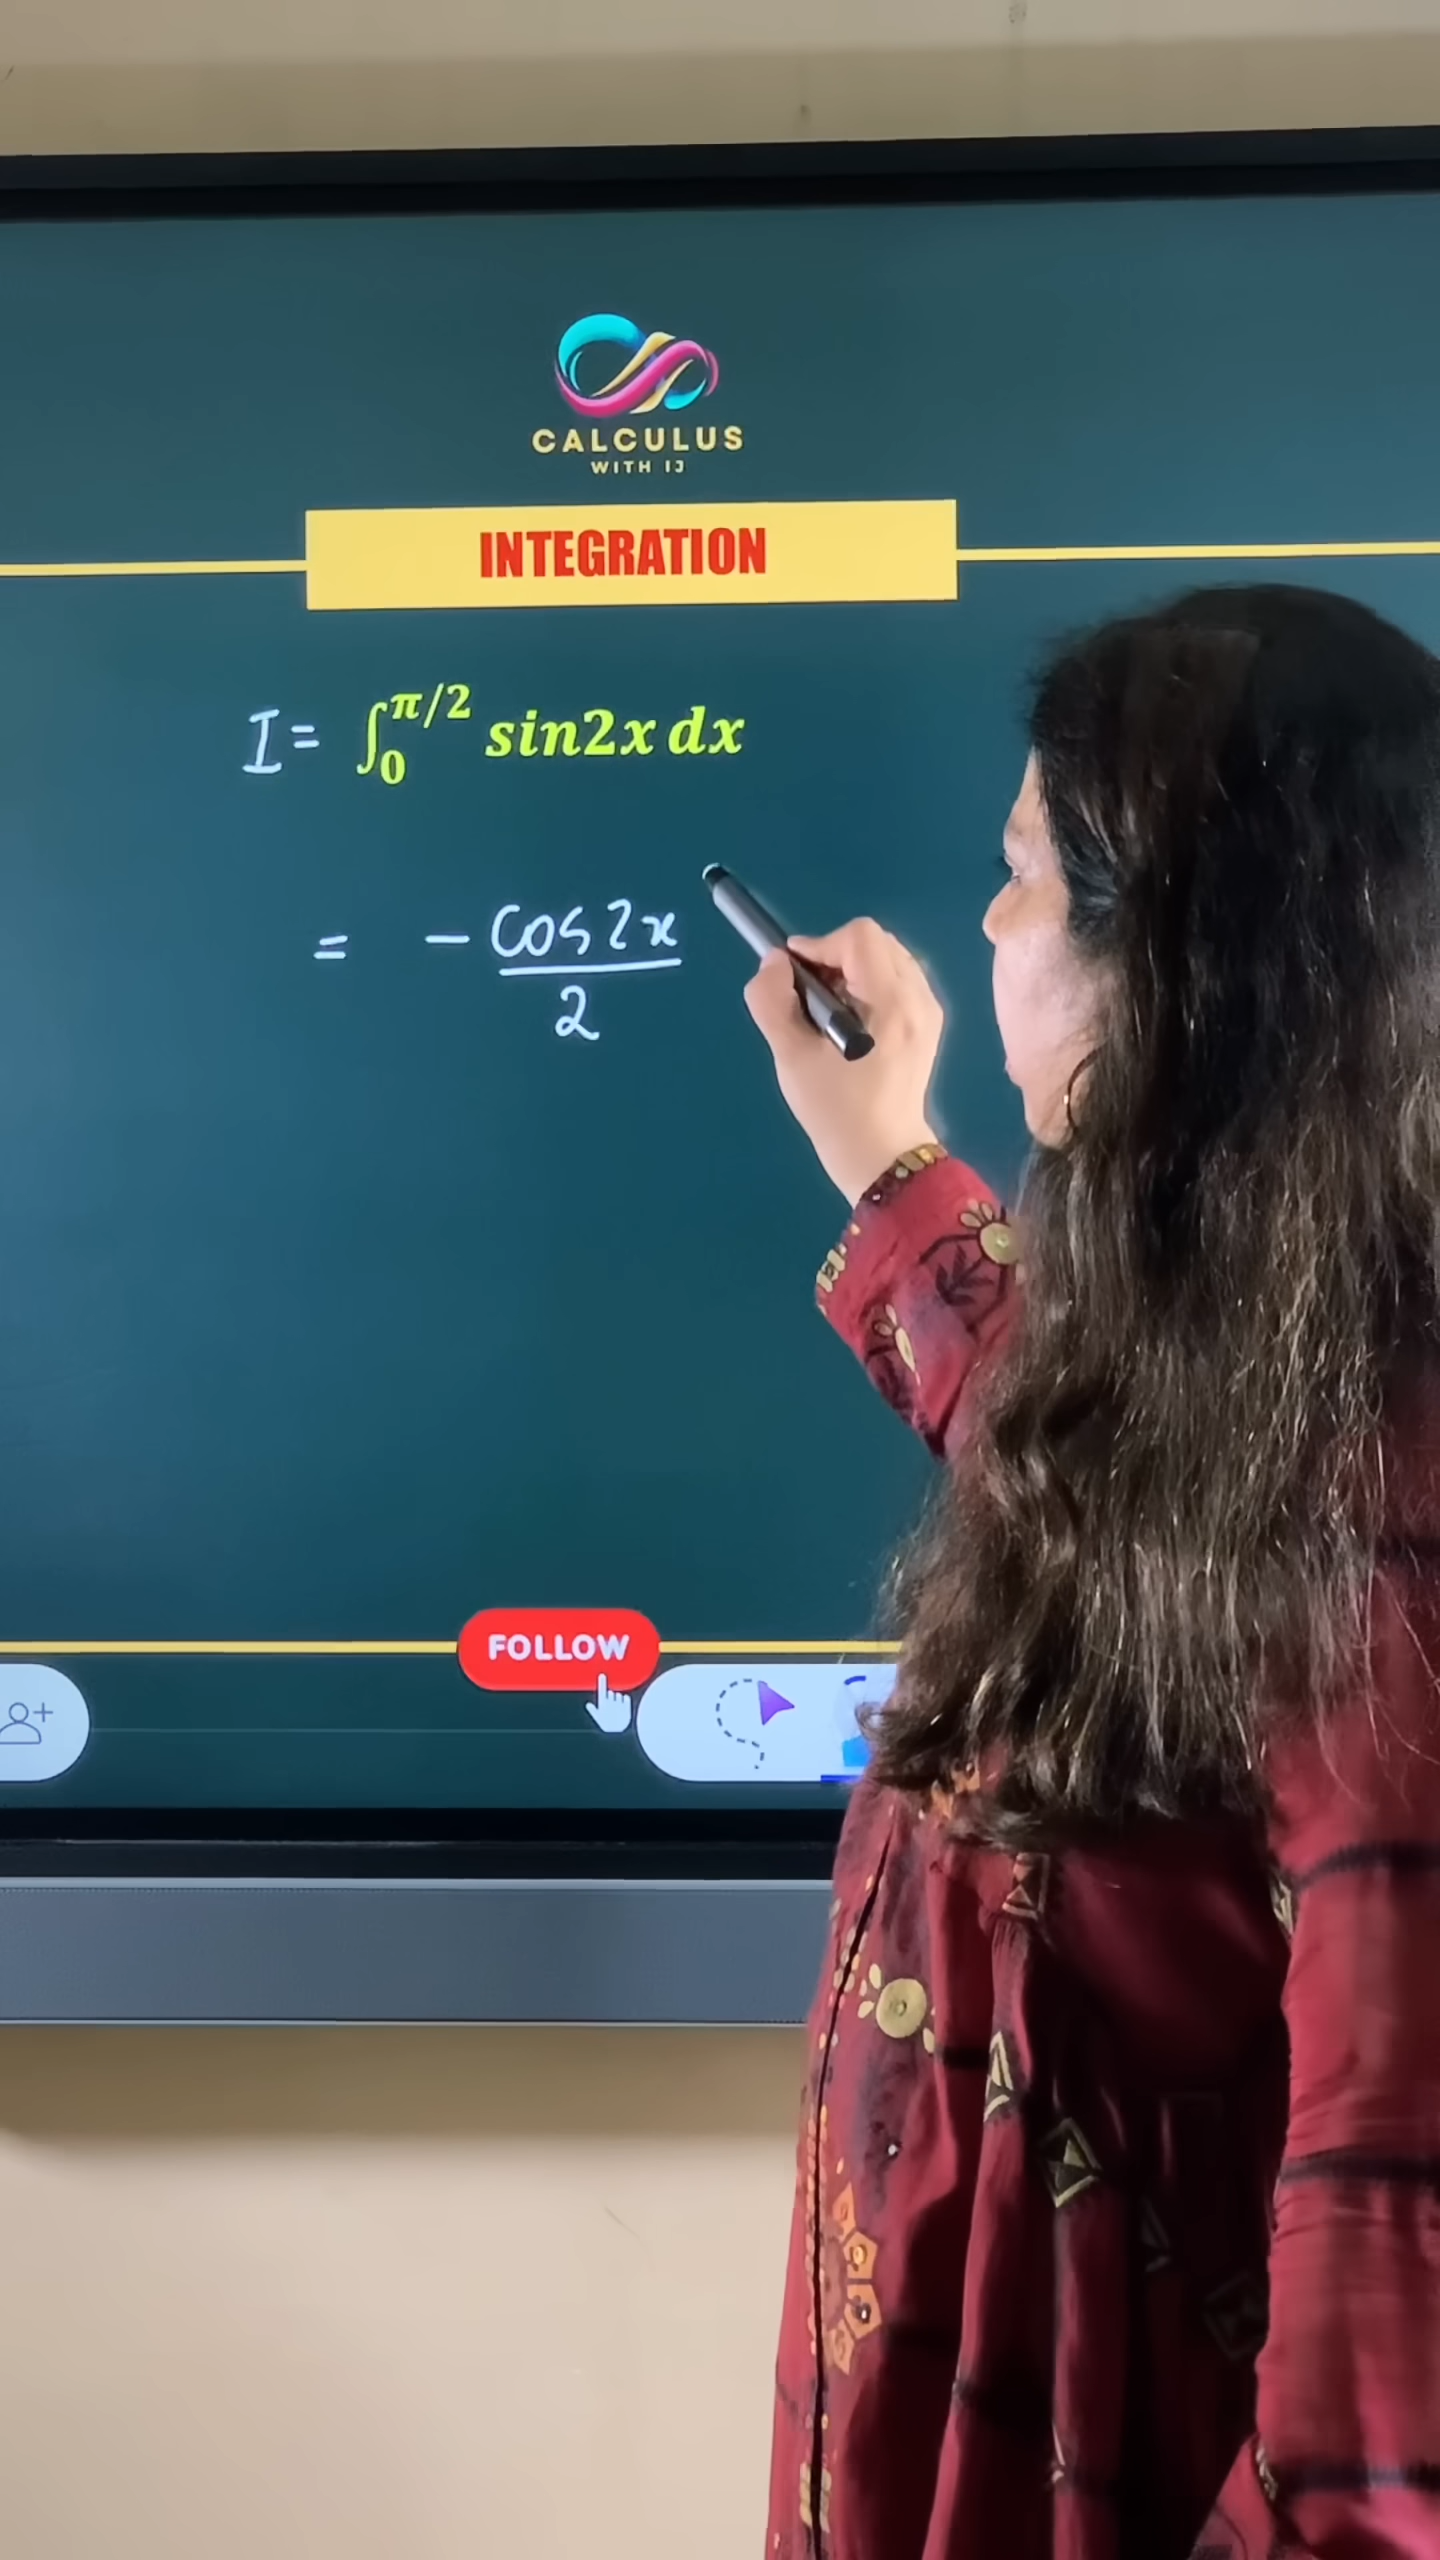 CALCULUS
WITH IJ
INTEGRATION
I = ∫₀^{π/2} sin2x dx
= - cos2x / 2
FOLLOW